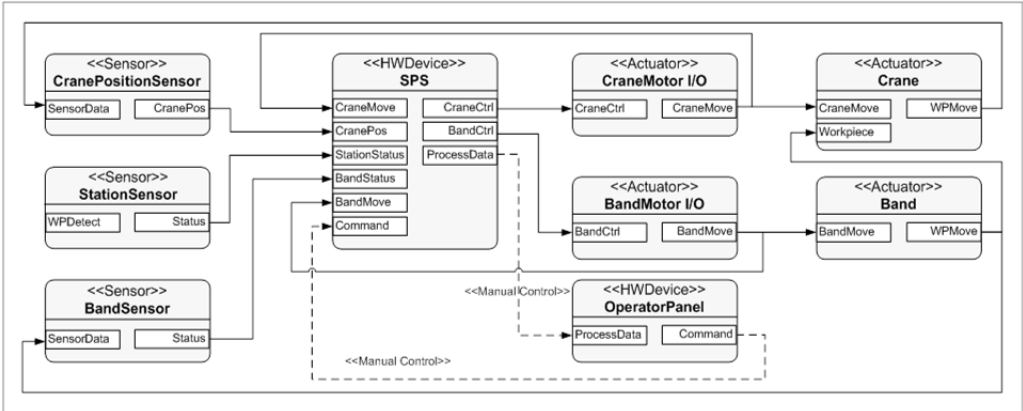 <<Sensor>>
CranePositionSensor
SensorData
CranePos
<<Sensor>>
StationSensor
WPDetect
Status
<<Sensor>>
BandSensor
SensorData
Status
<<HWDevice>>
SPS
CraneMove
CranePos
StationStatus
BandStatus
BandMove
Command
CraneCtrl
BandCtrl
ProcessData
<<Actuator>>
CraneMotor I/O
CraneCtrl
CraneMove
<<Actuator>>
BandMotor I/O
BandCtrl
BandMove
<<Manual Control>>
<<HWDevice>>
OperatorPanel
ProcessData
Command
<<Manual Control>>
<<Actuator>>
Crane
CraneMove
WPMove
Workpiece
<<Actuator>>
Band
BandMove
WPMove